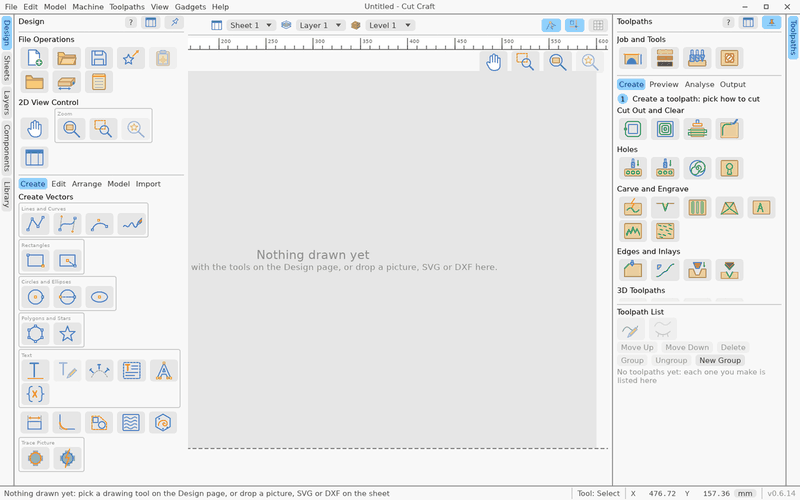 File Edit Model Machine Toolpaths View Gadgets Help
Untitled - Cut Craft
Design
Sheets
Layers
Components
Library
Design
?
File Operations
2D View Control
Zoom
Create Edit Arrange Model Import
Create Vectors
Lines and Curves
Rectangles
Circles and Ellipses
Polygons and Stars
Text
Trace Picture
Sheet 1
Layer 1
Level 1
200 250 300 350 400 450 500 550 600
Nothing drawn yet
with the tools on the Design page, or drop a picture, SVG or DXF here.
Toolpaths
?
Job and Tools
Create Preview Analyse Output
1 Create a toolpath: pick how to cut
Cut Out and Clear
Holes
Carve and Engrave
Edges and Inlays
3D Toolpaths
Toolpath List
Move Up Move Down Delete
Group Ungroup New Group
No toolpaths yet: each one you make is
listed here
Toolpaths
Nothing drawn yet: pick a drawing tool on the Design page, or drop a picture, SVG or DXF on the sheet
Tool: Select X 476.72 Y 157.36 mm v0.6.14